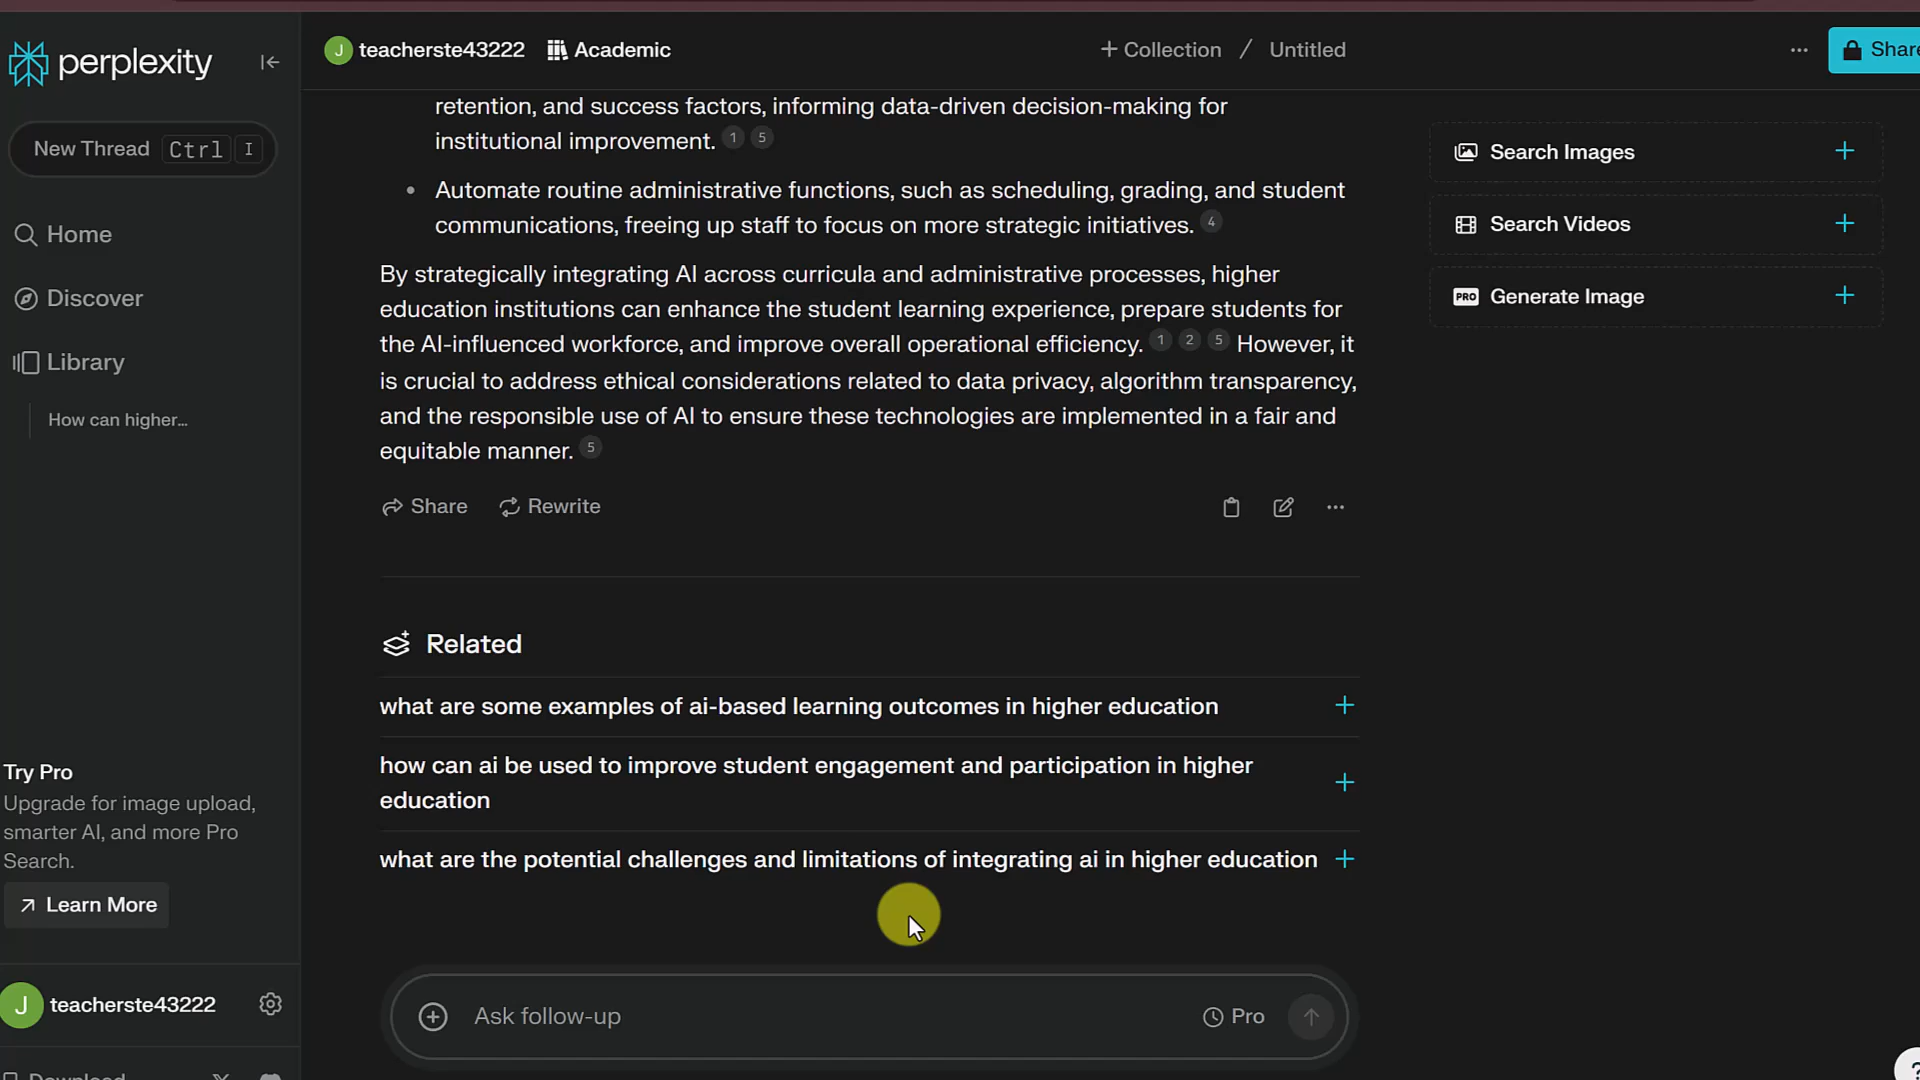 perplexity
New Thread Ctrl I
Home
Discover
Library
How can higher...
Try Pro
Upgrade for image upload,
smarter AI, and more Pro
Search.
Learn More
J teacherste43222
J teacherste43222 Academic
+ Collection / Untitled
Share
retention, and success factors, informing data-driven decision-making for
institutional improvement. 1 5
• Automate routine administrative functions, such as scheduling, grading, and student
communications, freeing up staff to focus on more strategic initiatives. 4
By strategically integrating AI across curricula and administrative processes, higher
education institutions can enhance the student learning experience, prepare students for
the AI-influenced workforce, and improve overall operational efficiency. 1 2 5 However, it
is crucial to address ethical considerations related to data privacy, algorithm transparency,
and the responsible use of AI to ensure these technologies are implemented in a fair and
equitable manner. 5
Share Rewrite
Related
what are some examples of ai-based learning outcomes in higher education
how can ai be used to improve student engagement and participation in higher
education
what are the potential challenges and limitations of integrating ai in higher education
Ask follow-up Pro
Search Images
Search Videos
PRO Generate Image
?